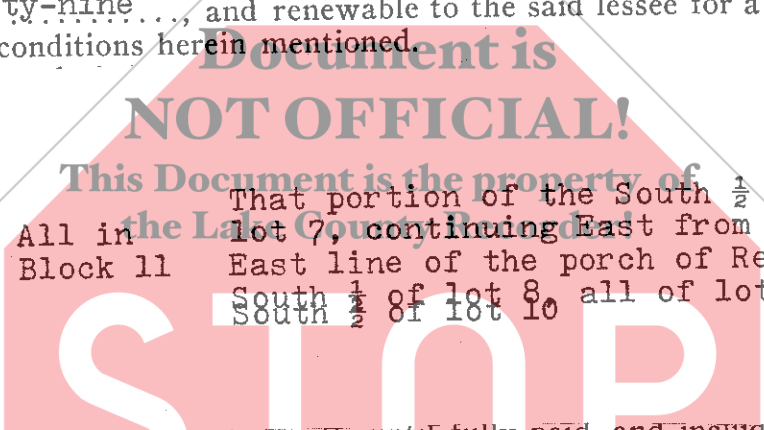 ty-nine.........., and renewable to the said lessee for a
conditions herein mentioned.
Document is
NOT OFFICIAL!
This Document is the property of
the Lake County Recorder!
That portion of the South ½
All in lot 7, continuing East from
Block 11 East line of the porch of Re
South ½ of lot 8, all of lot
South ½ of lot 10
STOP
fully paid, and